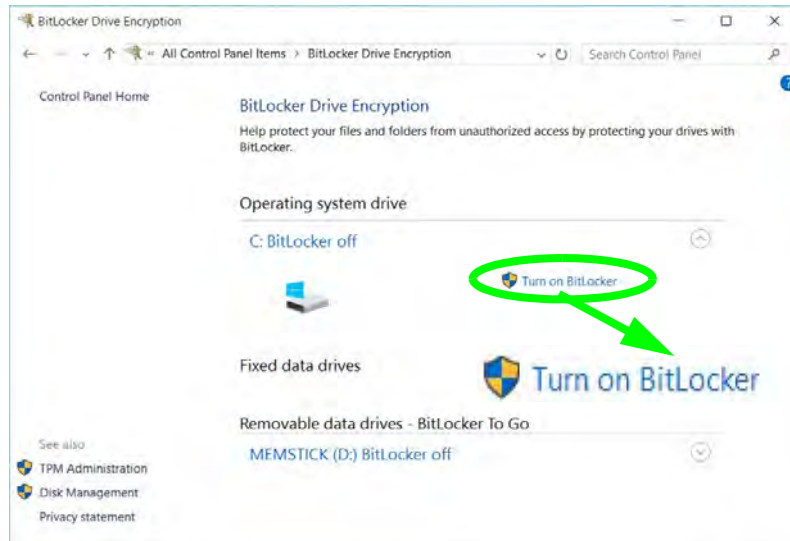 BitLocker Drive Encryption
« All Control Panel Items > BitLocker Drive Encryption
Search Control Panel
Control Panel Home
?
BitLocker Drive Encryption
Help protect your files and folders from unauthorized access by protecting your drives with
BitLocker.
Operating system drive
C: BitLocker off
Turn on BitLocker
Fixed data drives
Turn on BitLocker
Removable data drives - BitLocker To Go
MEMSTICK (D:) BitLocker off
See also
TPM Administration
Disk Management
Privacy statement